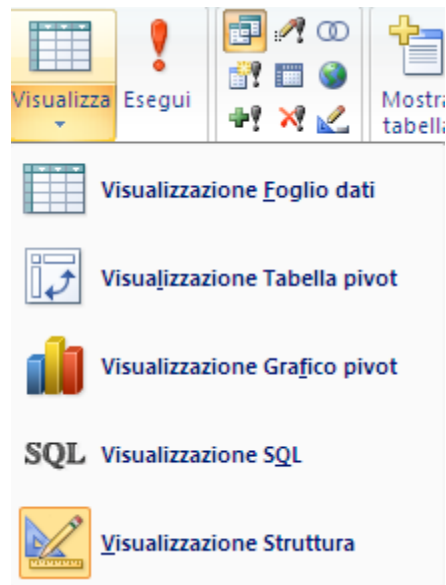 Visualizza Esegui
Mostra
tabella
Visualizzazione Foglio dati
Visualizzazione Tabella pivot
Visualizzazione Grafico pivot
SQL Visualizzazione SQL
Visualizzazione Struttura